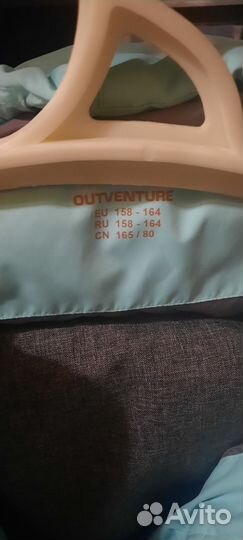 OUTVENTURE
EU 158 - 164
RU 158 - 164
CN 165 / 80
Avito